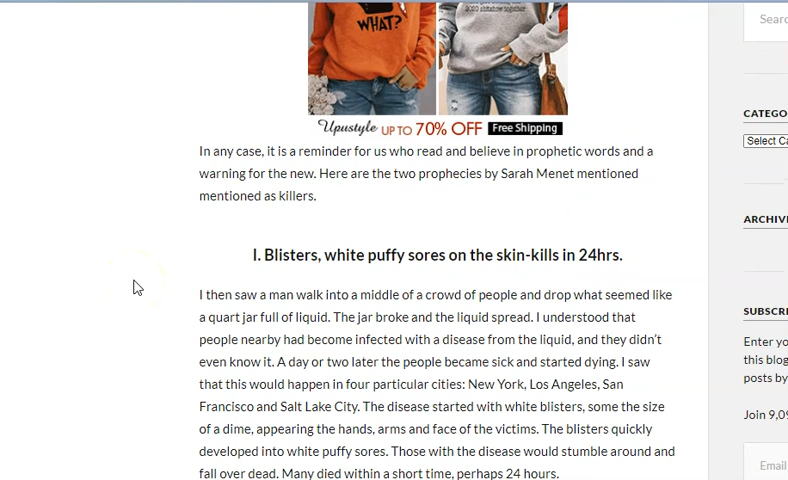 WHAT?
2020 shitshow together
Upustyle UP TO 70% OFF Free Shipping
In any case, it is a reminder for us who read and believe in prophetic words and a
warning for the new. Here are the two prophecies by Sarah Menet mentioned
mentioned as killers.
I. Blisters, white puffy sores on the skin-kills in 24hrs.
I then saw a man walk into a middle of a crowd of people and drop what seemed like
a quart jar full of liquid. The jar broke and the liquid spread. I understood that
people nearby had become infected with a disease from the liquid, and they didn't
even know it. A day or two later the people became sick and started dying. I saw
that this would happen in four particular cities: New York, Los Angeles, San
Francisco and Salt Lake City. The disease started with white blisters, some the size
of a dime, appearing the hands, arms and face of the victims. The blisters quickly
developed into white puffy sores. Those with the disease would stumble around and
fall over dead. Many died within a short time, perhaps 24 hours.
Searc
CATEGO
Select Ca
ARCHIV
SUBSCRI
Enter yo
this blog
posts by
Join 9,09
Email